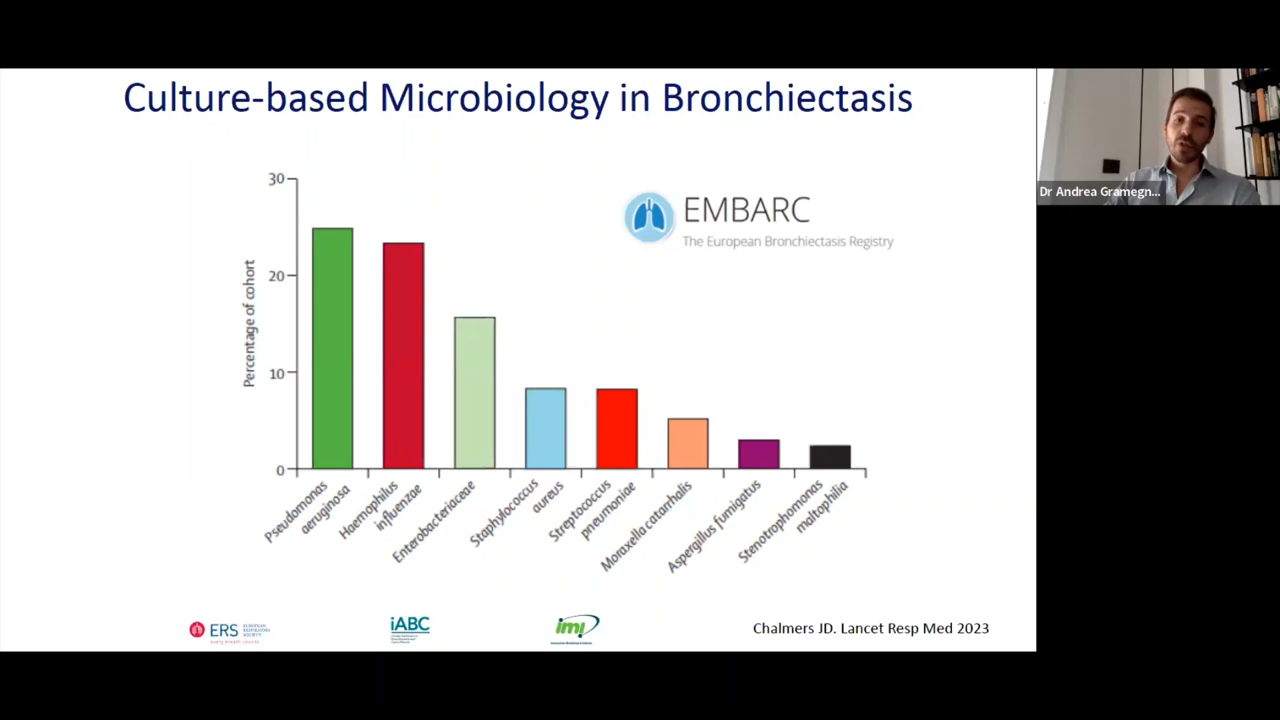 Culture-based Microbiology in Bronchiectasis
Dr Andrea Gramegn...
EMBARC
The European Bronchiectasis Registry
Percentage of cohort
30
20
10
0
Pseudomonas
aeruginosa
Haemophilus
influenzae
Enterobacteriaceae
Staphylococcus
aureus
Streptococcus
pneumoniae
Moraxella catarrhalis
Aspergillus fumigatus
Stenotrophomonas
maltophilia
ERS
EUROPEAN
RESPIRATORY
SOCIETY
every breath counts
iABC
imi
Chalmers JD. Lancet Resp Med 2023